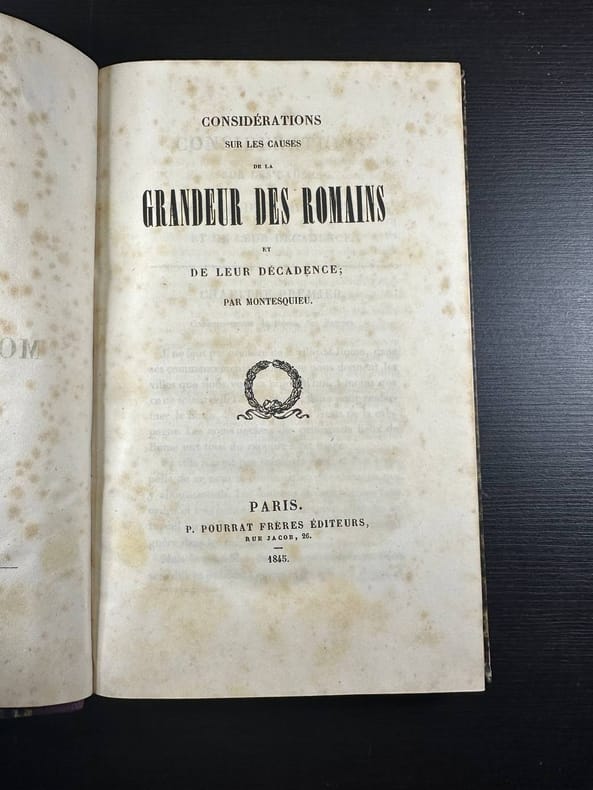 CONSIDÉRATIONS
SUR LES CAUSES
DE LA
GRANDEUR DES ROMAINS
ET
DE LEUR DÉCADENCE;
PAR MONTESQUIEU.
PARIS.
P. POURRAT FRÈRES ÉDITEURS,
RUE JACOB, 26.
1845.